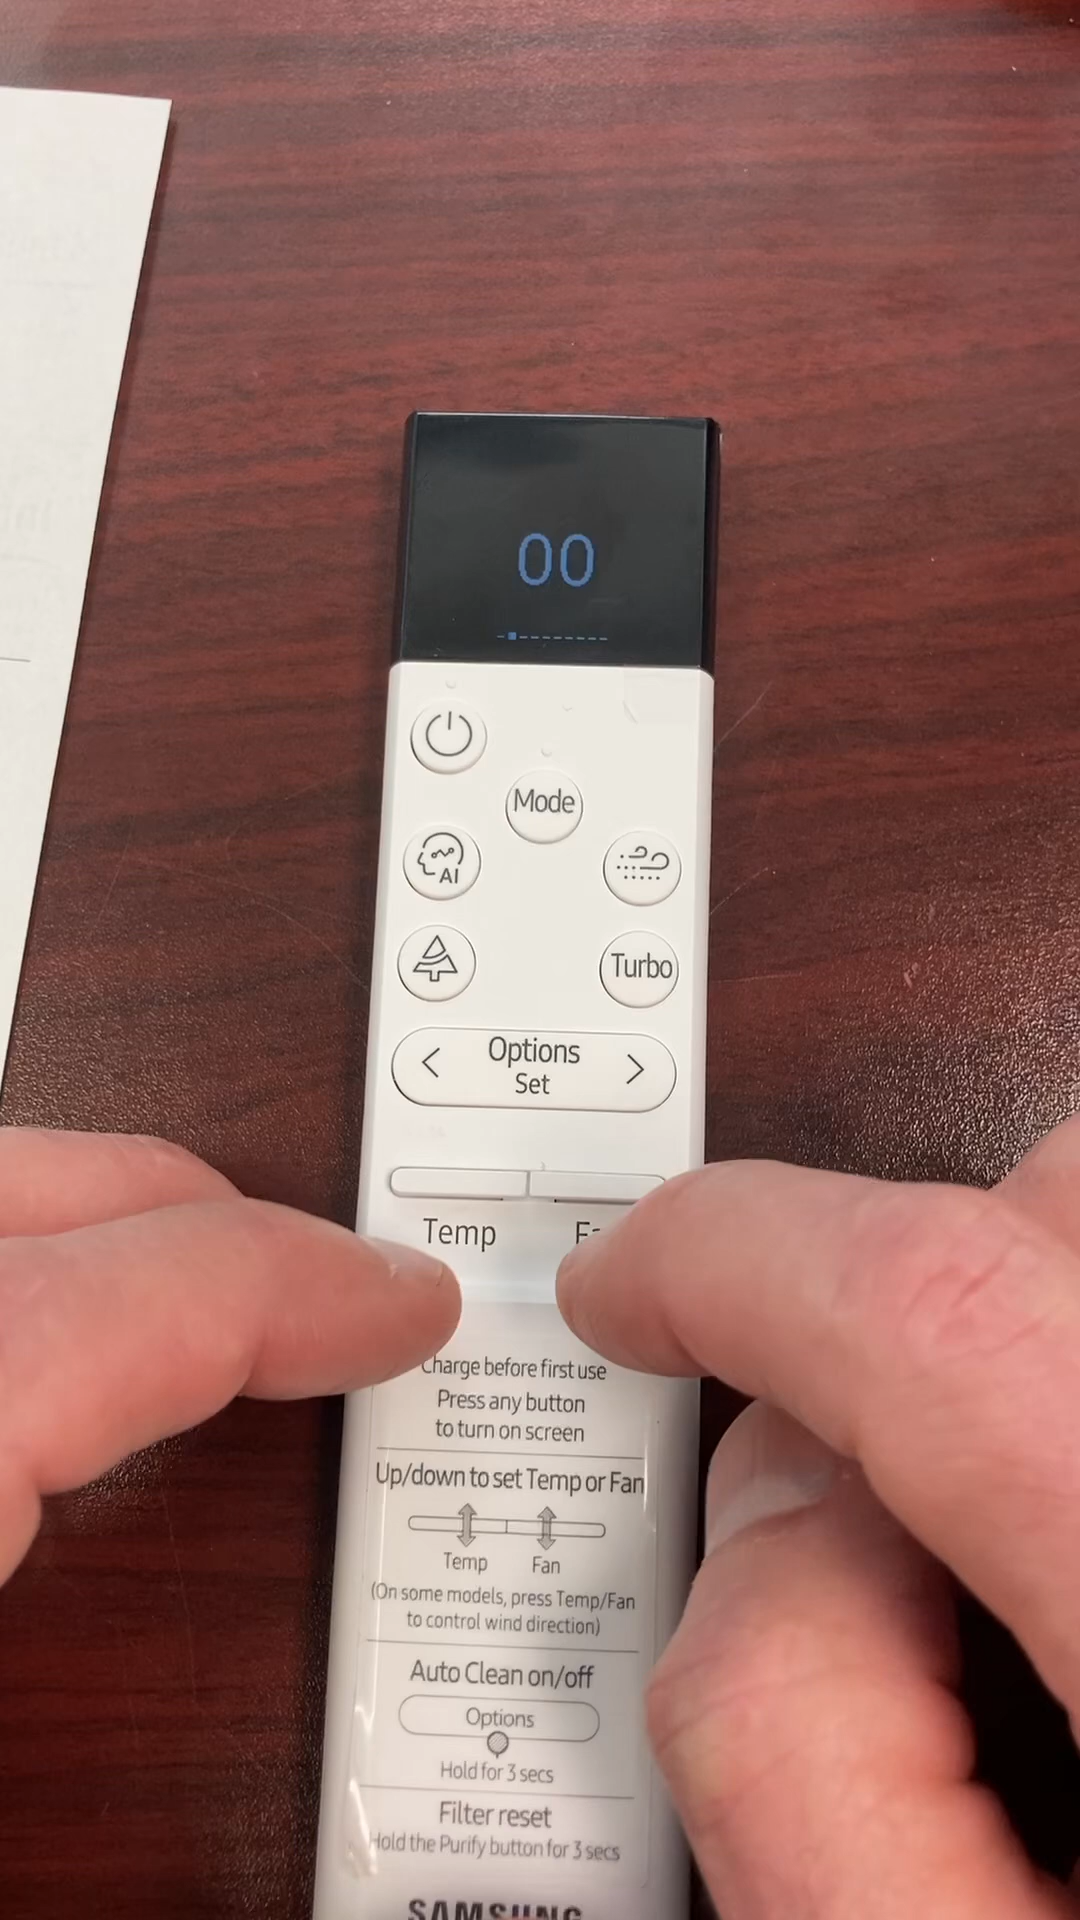 00
Mode
AI
Turbo
< Options >
Set
Temp
Charge before first use
Press any button
to turn on screen
Up/down to set Temp or Fan
Temp Fan
(On some models, press Temp/Fan
to control wind direction)
Auto Clean on/off
Options
Hold for 3 secs
Filter reset
Hold the Purify button for 3 secs
SAMSUNG